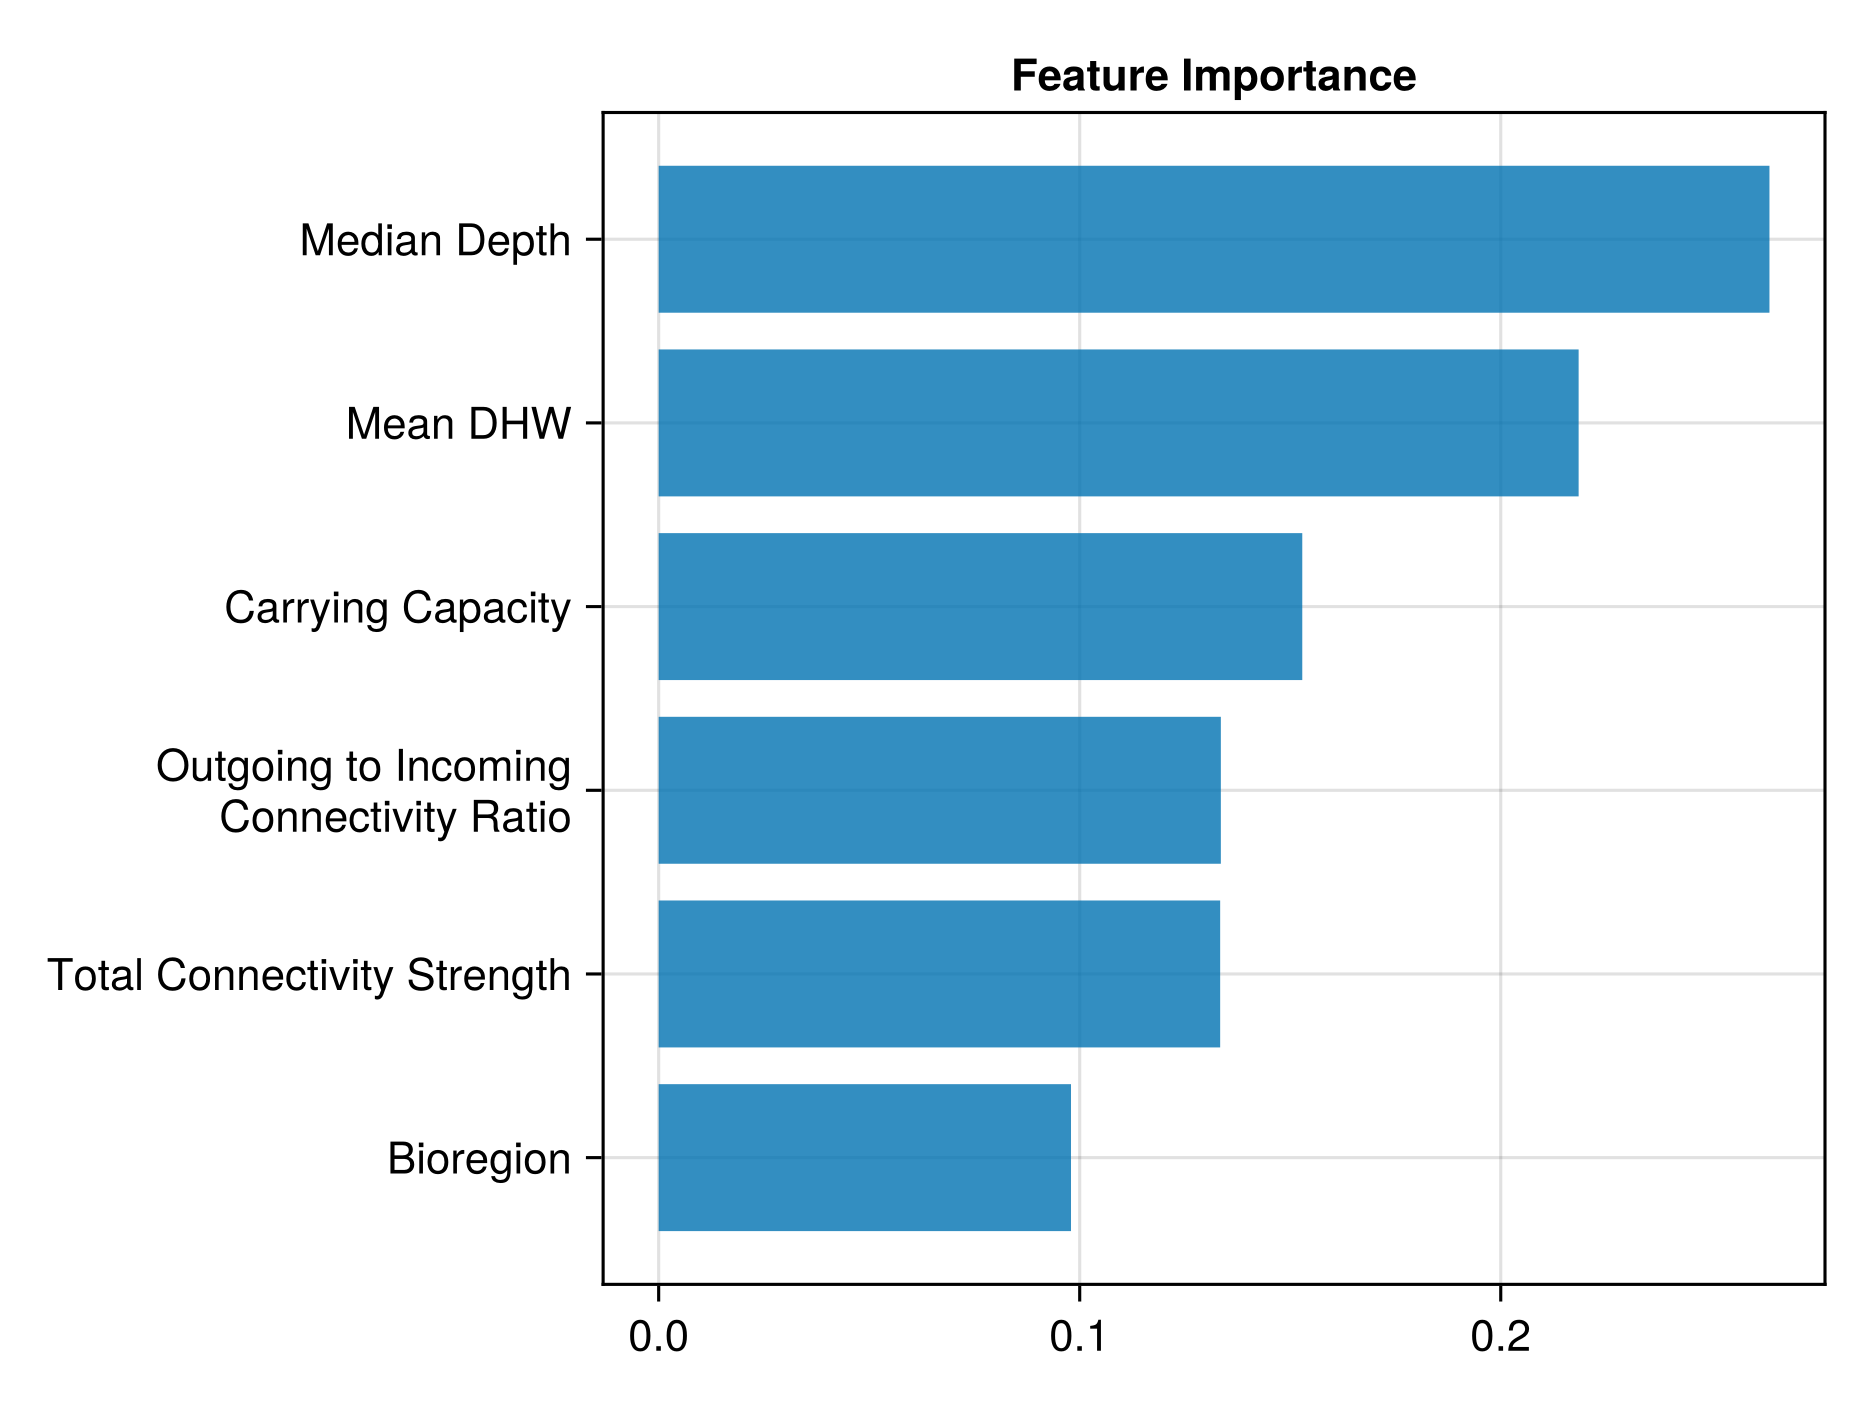 Feature Importance
Median Depth
Mean DHW
Carrying Capacity
Outgoing to Incoming
Connectivity Ratio
Total Connectivity Strength
Bioregion
0.0
0.1
0.2